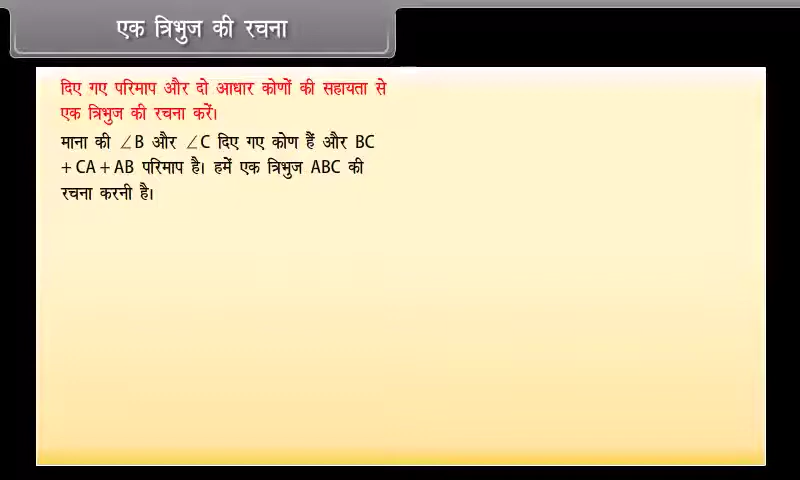 एक त्रिभुज की रचना
दिए गए परिमाप और दो आधार कोणों की सहायता से
एक त्रिभुज की रचना करें।
माना की ∠B और ∠C दिए गए कोण हैं और BC
+CA+AB परिमाप है। हमें एक त्रिभुज ABC की
रचना करनी है।